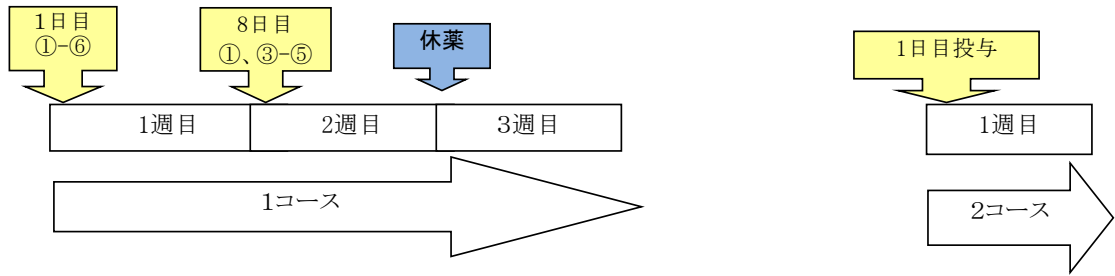 1日目
①-⑥
8日目
①、③-⑤
休薬
1日目投与
1週目
2週目
3週目
1週目
1コース
2コース